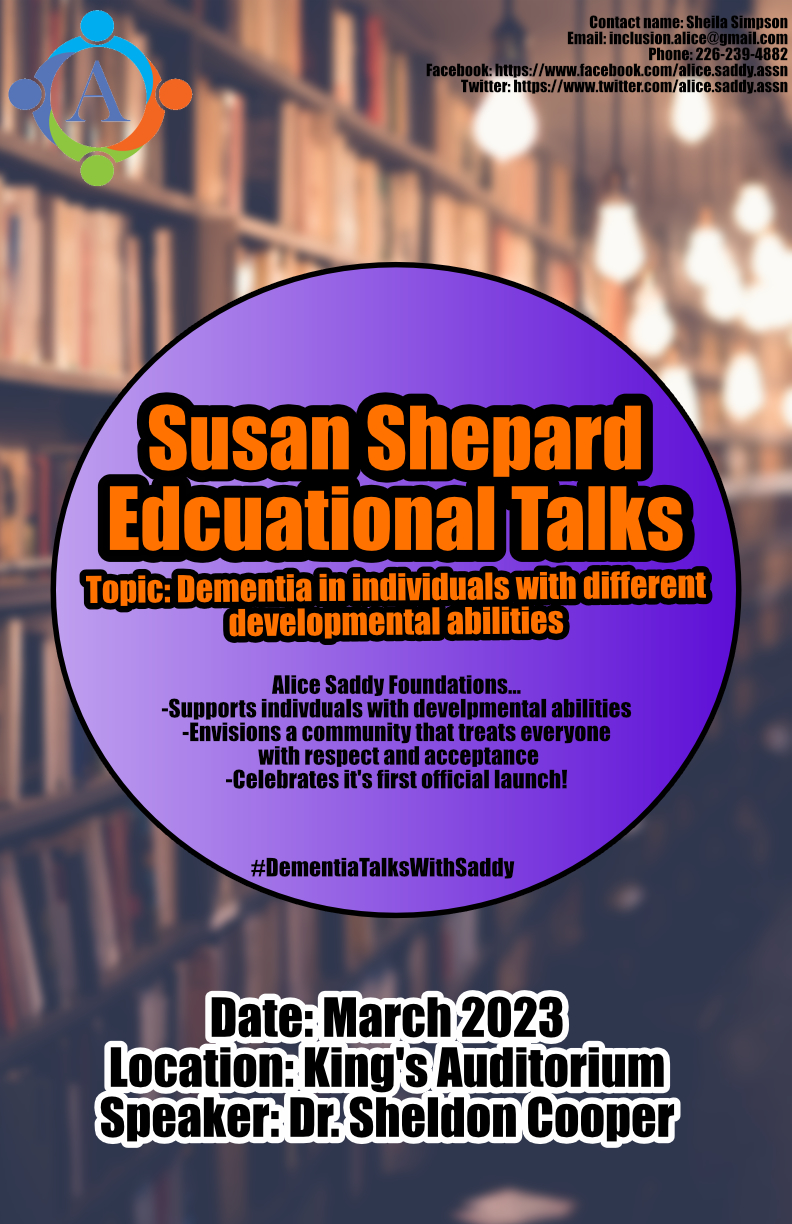 A
Contact name: Sheila Simpson
Email: inclusion.alice@gmail.com
Phone: 226-239-4882
Facebook: https://www.facebook.com/alice.saddy.assn
Twitter: https://www.twitter.com/alice.saddy.assn
Susan Shepard
Edcuational Talks
Topic: Dementia in individuals with different
developmental abilities
Alice Saddy Foundations...
-Supports indivduals with develpmental abilities
-Envisions a community that treats everyone
with respect and acceptance
-Celebrates it's first official launch!
#DementiaTalksWithSaddy
Date: March 2023
Location: King's Auditorium
Speaker: Dr. Sheldon Cooper